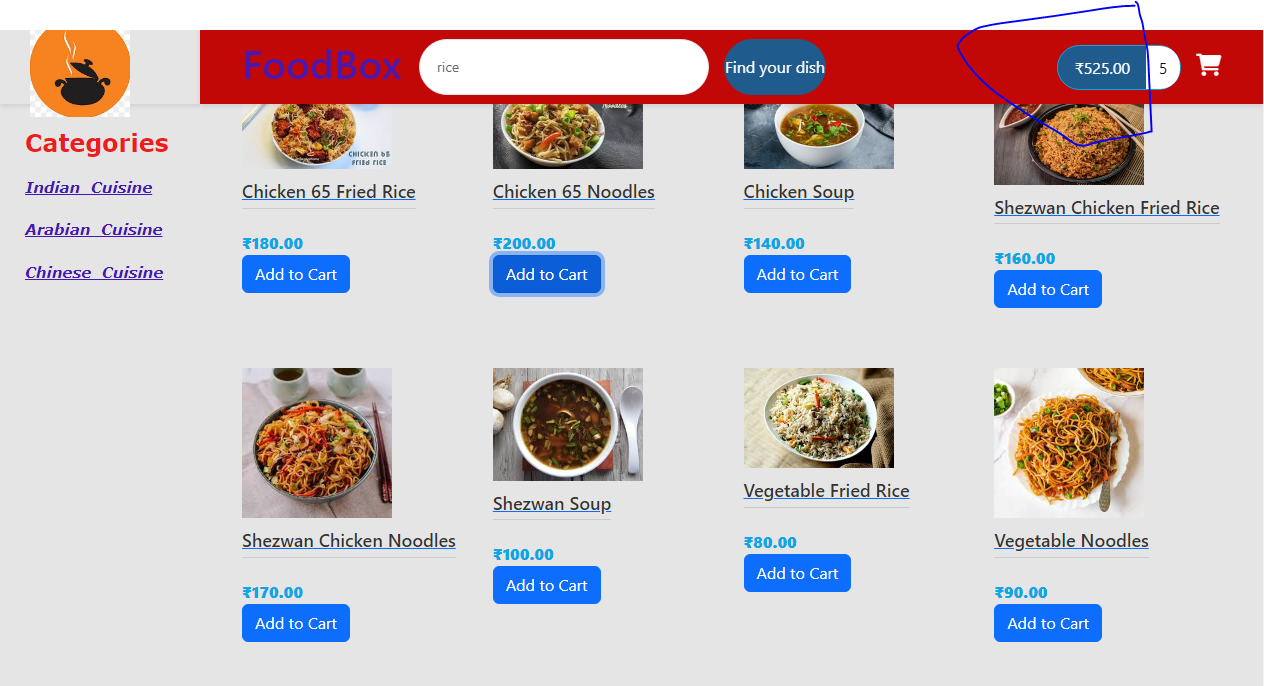 FoodBox rice Find your dish ₹525.00 5
Categories
Indian Cuisine
Arabian Cuisine
Chinese Cuisine
CHICKEN 65
FRIED RICE
Chicken 65 Fried Rice
₹180.00
Add to Cart
Noodles
Chicken 65 Noodles
₹200.00
Add to Cart
Chicken Soup
₹140.00
Add to Cart
Shezwan Chicken Fried Rice
₹160.00
Add to Cart
Shezwan Chicken Noodles
₹170.00
Add to Cart
Shezwan Soup
₹100.00
Add to Cart
Vegetable Fried Rice
₹80.00
Add to Cart
Vegetable Noodles
₹90.00
Add to Cart